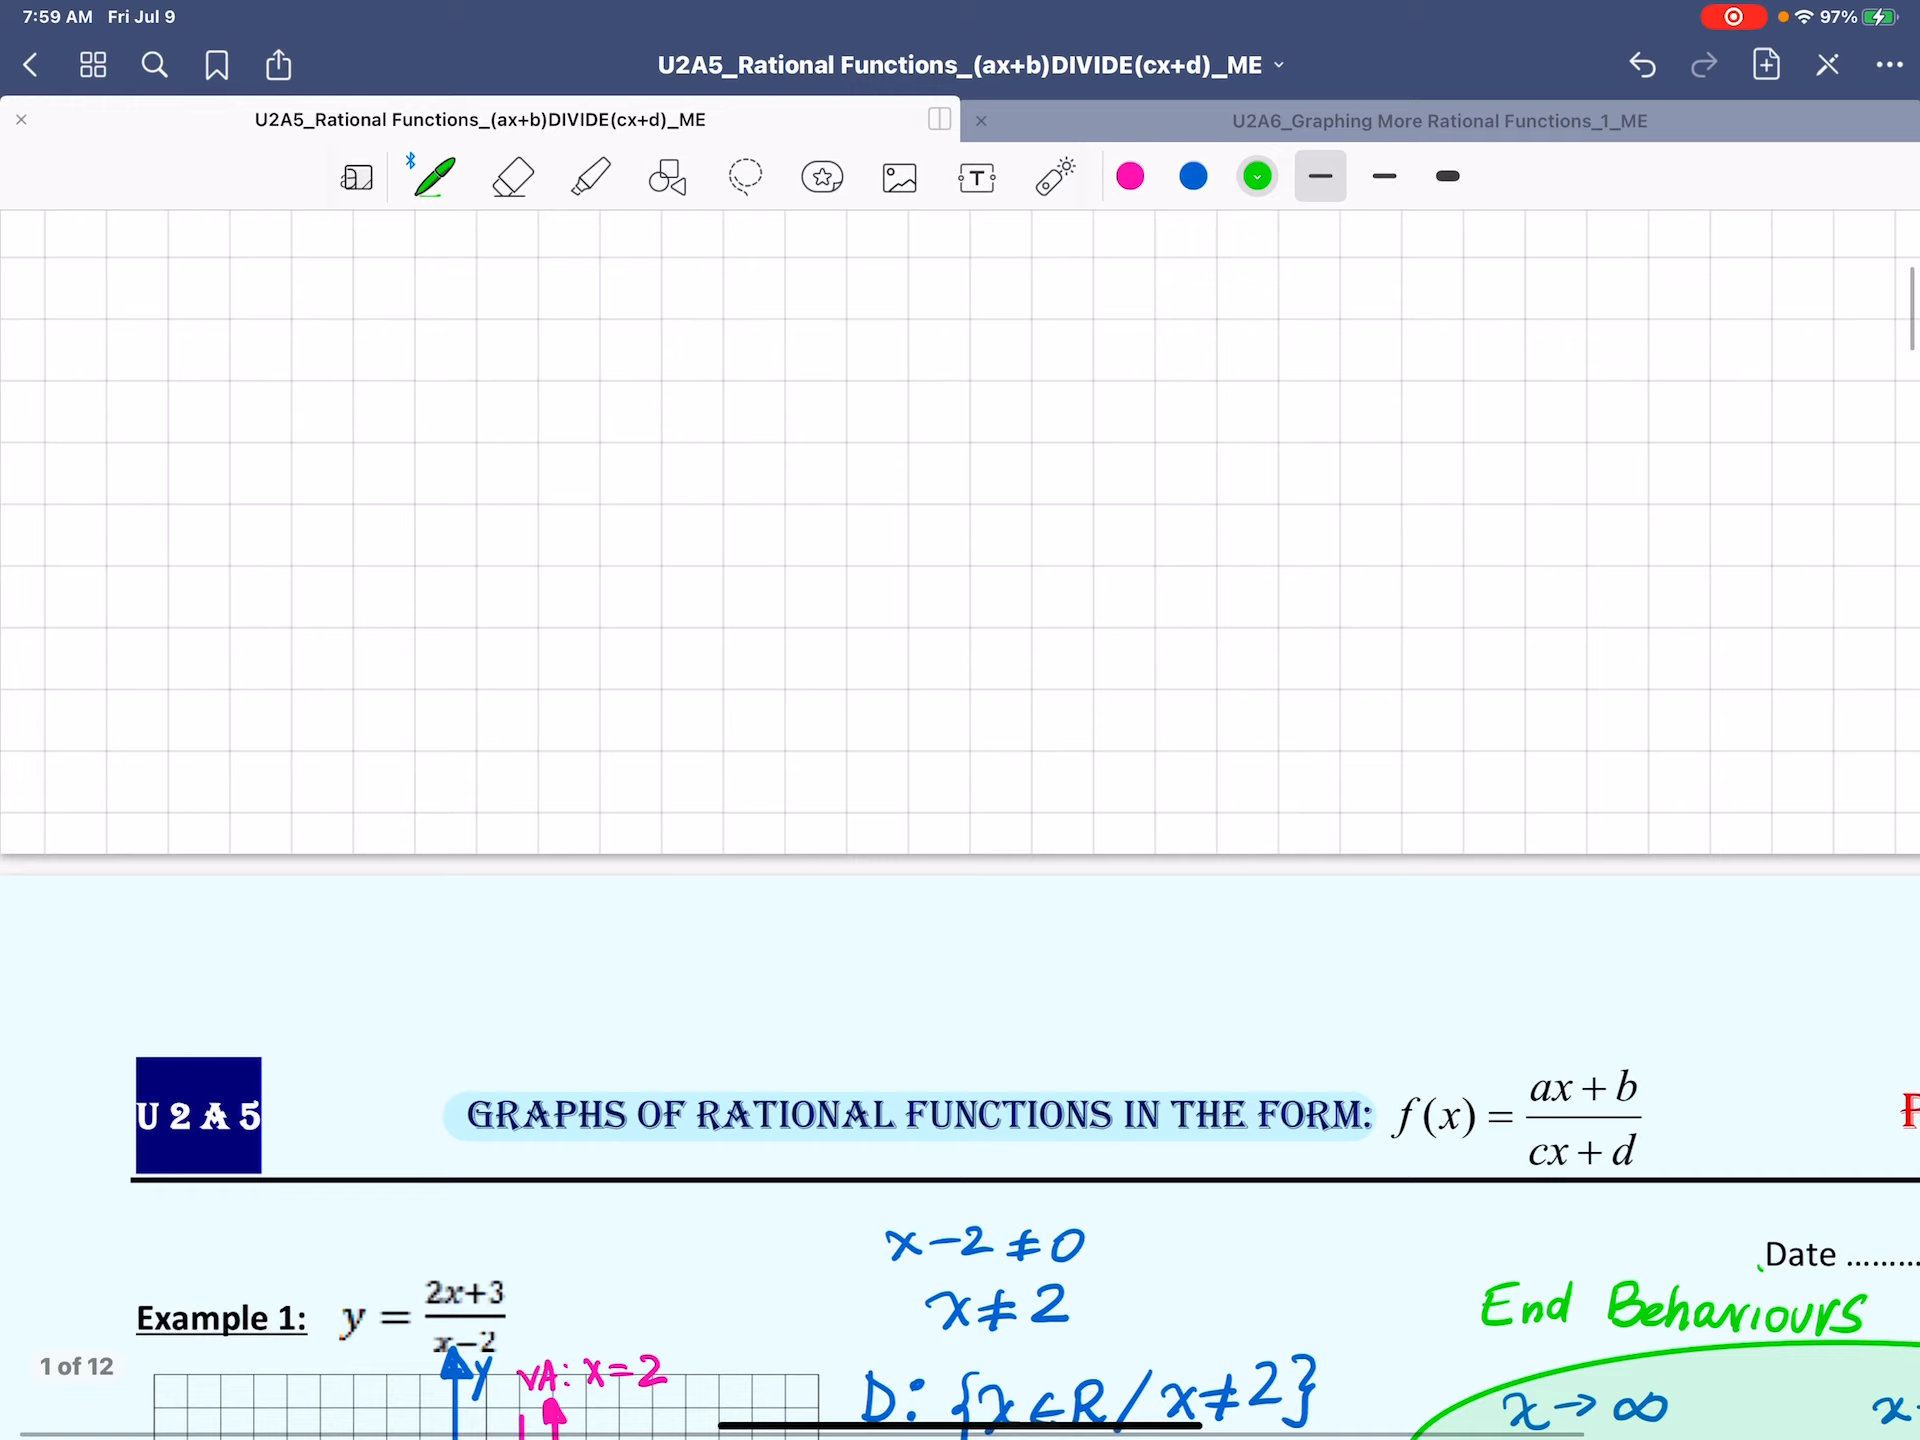 7:59 AM Fri Jul 9
97%
U2A5_Rational Functions_(ax+b)DIVIDE(cx+d)_ME
U2A5_Rational Functions_(ax+b)DIVIDE(cx+d)_ME
U2A6_Graphing More Rational Functions_1_ME
U 2 A 5
GRAPHS OF RATIONAL FUNCTIONS IN THE FORM: f(x) = (ax + b)/(cx + d)
x-2≠0
Date .........
x≠2
End Behaviours
Example 1: y = (2x+3)/(x-2)
1 of 12
y
VA: x=2
D: {x∈R/x≠2}
x→∞